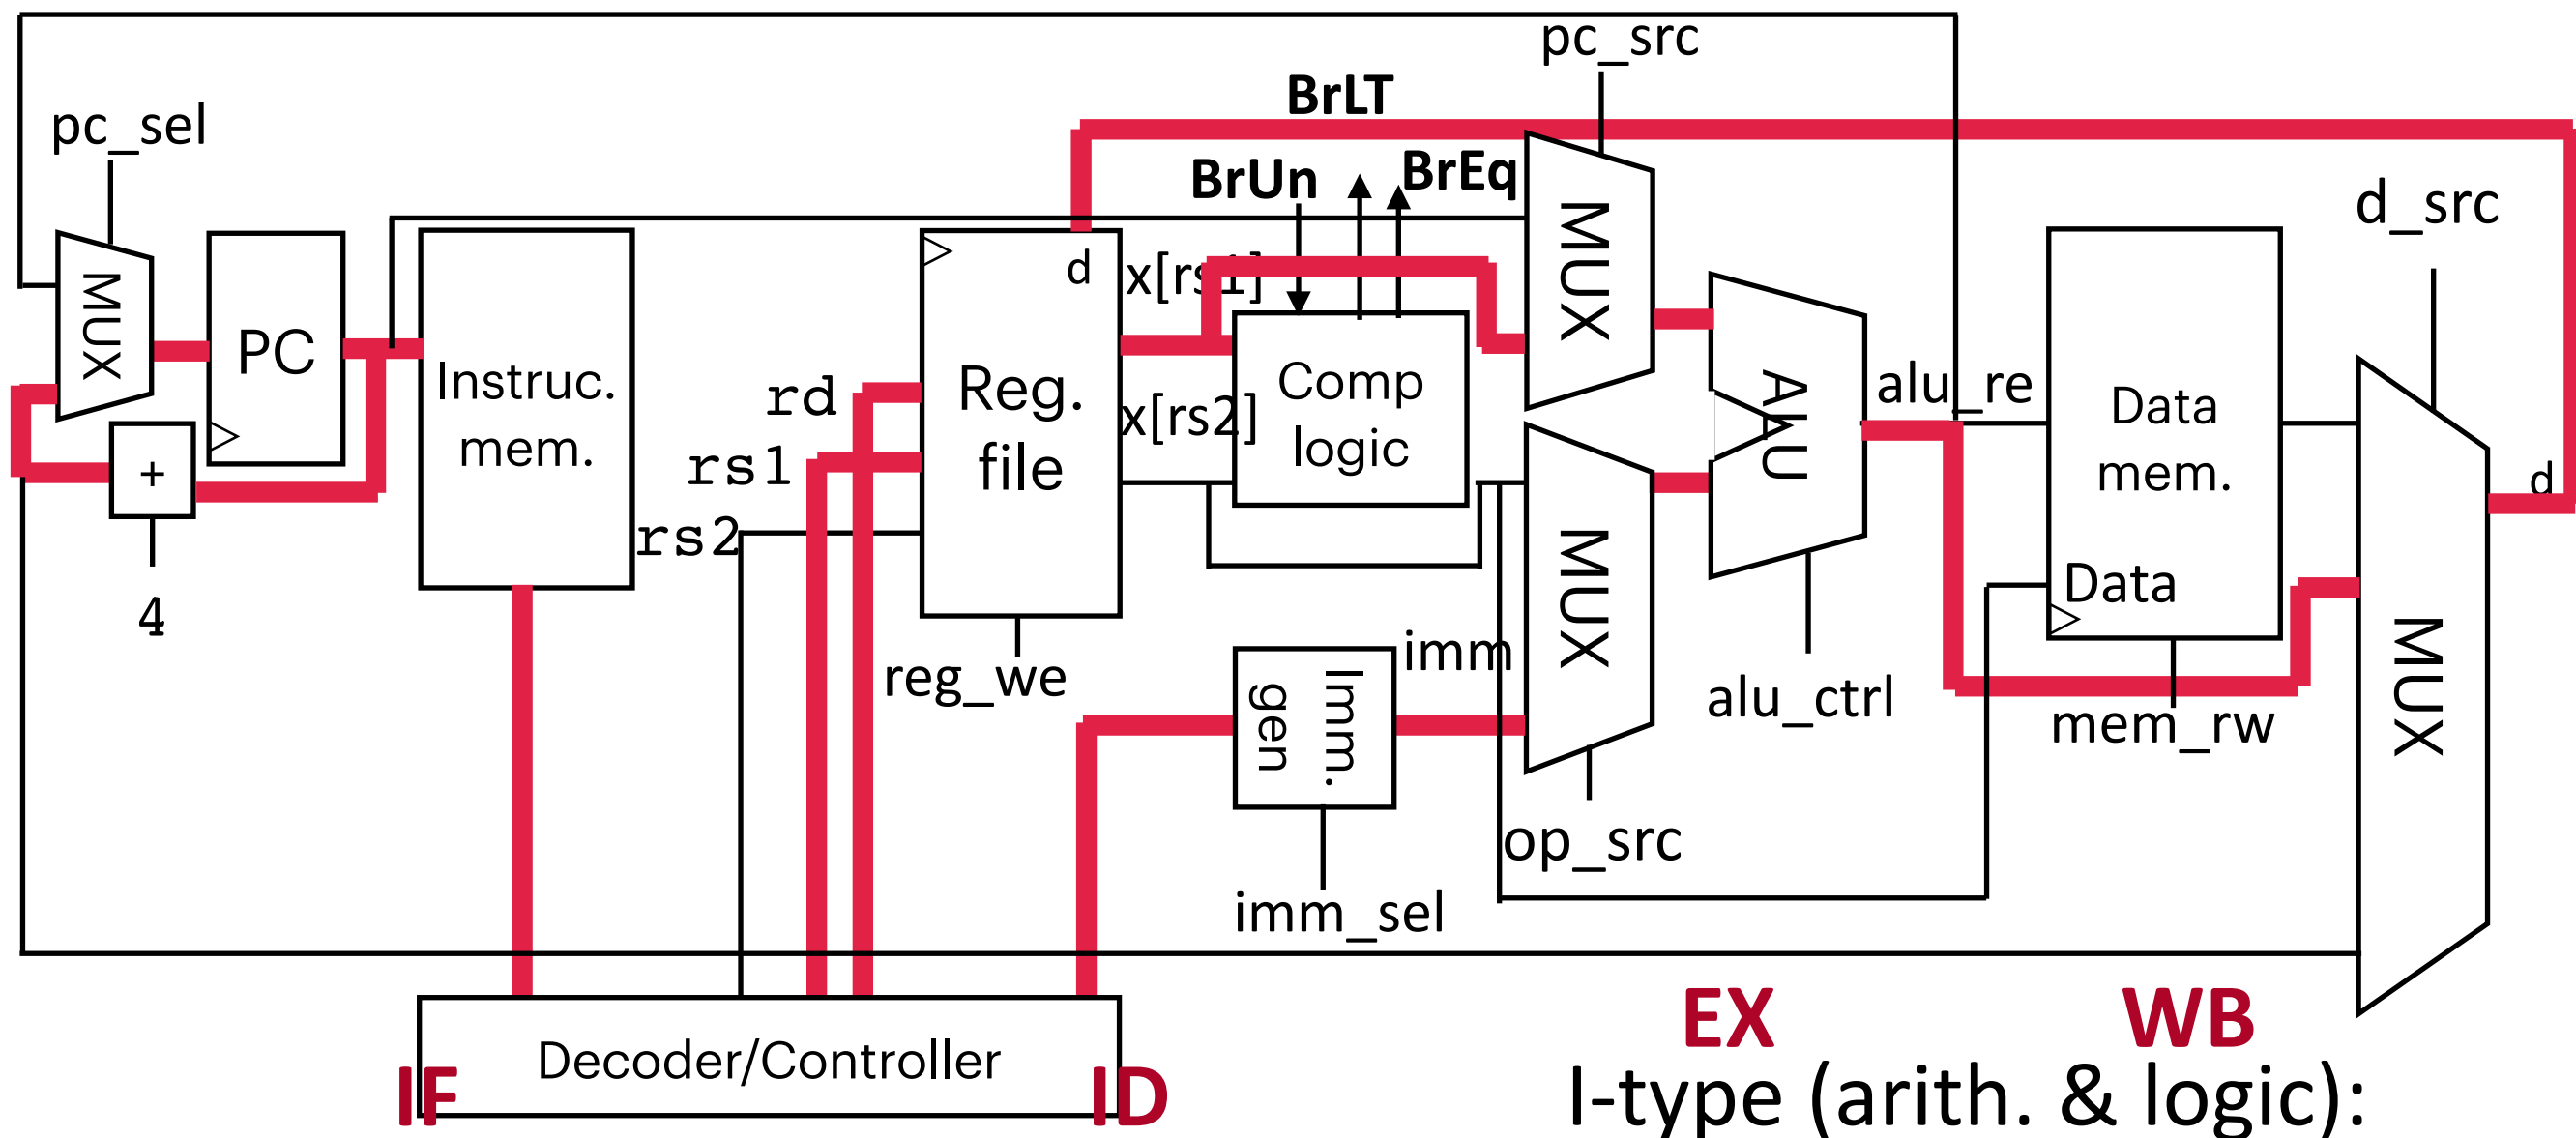 pc_src
BrLT
pc_sel
BrUn
BrEq
d_src
MUX
PC
Instruc.
mem.
Reg.
file
d
x[rs1]
x[rs2]
Comp
logic
MUX
MUX
ALU
alu_re
Data
mem.
Data
MUX
d
rd
rs1
rs2
+
4
reg_we
Imm.
gen
imm
imm_sel
op_src
alu_ctrl
mem_rw
Decoder/Controller
IF
ID
EX
WB
I-type (arith. & logic):